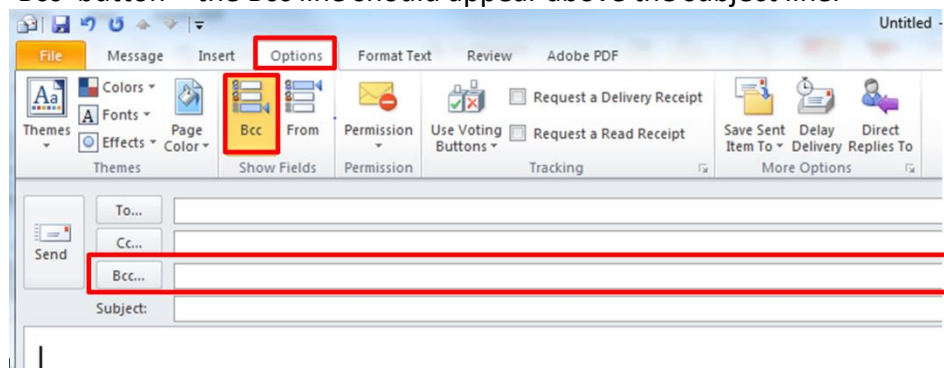 'Bcc' button – the Bcc line should appear above the subject line.
Untitled -
File Message Insert Options Format Text Review Adobe PDF
Aa Colors Request a Delivery Receipt
A Fonts
Themes Effects Page Color Bcc From Permission Use Voting Buttons Request a Read Receipt Save Sent Item To Delay Delivery Direct Replies To
Themes Show Fields Permission Tracking More Options
To...
Cc...
Send
Bcc...
Subject: